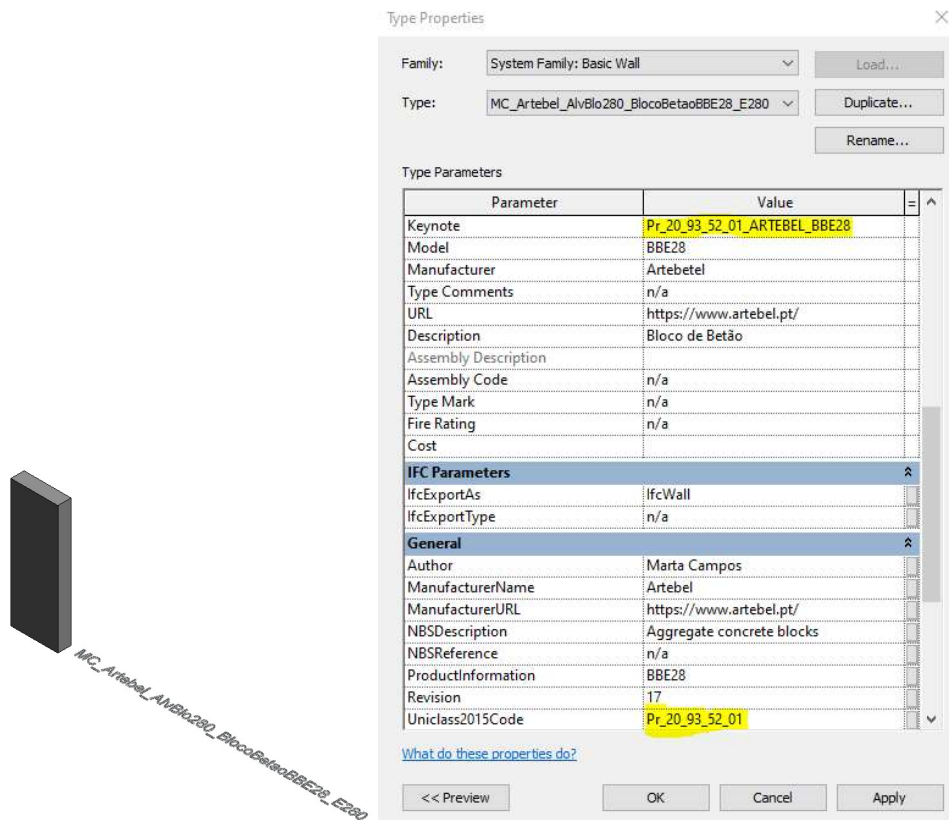 Type Properties
Family: System Family: Basic Wall Load...
Type: MC_Artebel_AlvBlo280_BlocoBetaoBBE28_E280 Duplicate...
Rename...
Type Parameters
Parameter Value =
Keynote Pr_20_93_52_01_ARTEBEL_BBE28
Model BBE28
Manufacturer Artebetel
Type Comments n/a
URL https://www.artebel.pt/
Description Bloco de Betão
Assembly Description
Assembly Code n/a
Type Mark n/a
Fire Rating n/a
Cost
IFC Parameters
IfcExportAs IfcWall
IfcExportType n/a
General
Author Marta Campos
ManufacturerName Artebel
ManufacturerURL https://www.artebel.pt/
NBSDescription Aggregate concrete blocks
NBSReference n/a
ProductInformation BBE28
Revision 17
Uniclass2015Code Pr_20_93_52_01
What do these properties do?
<< Preview OK Cancel Apply
MC_Artebel_AlvBlo280_BlocoBetaoBBE28_E280